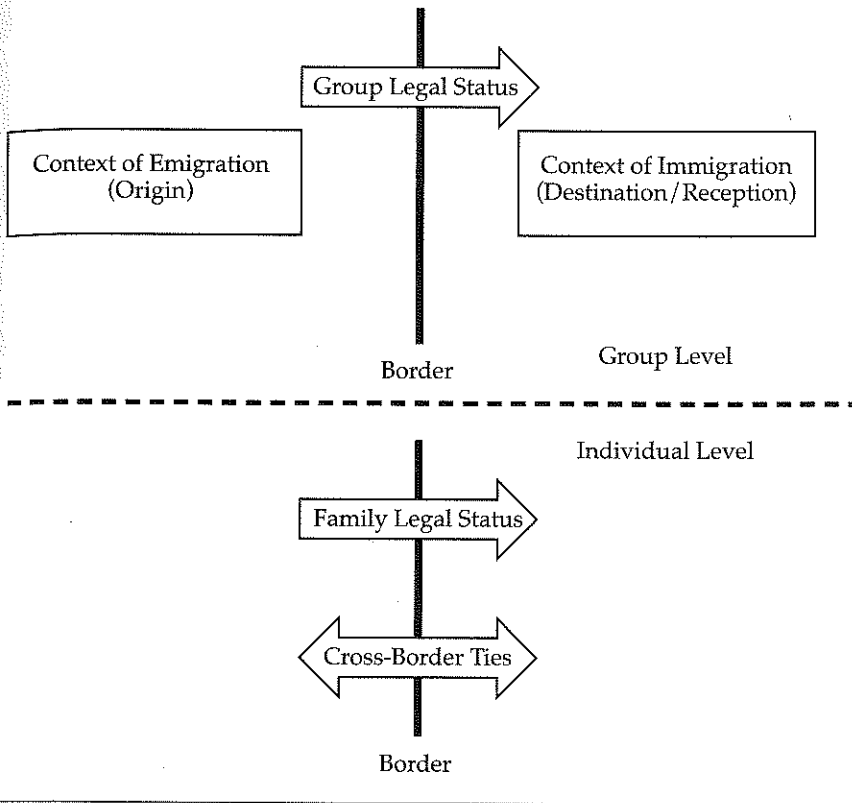 Group Legal Status
Context of Emigration
(Origin)
Context of Immigration
(Destination/Reception)
Group Level
Border
Individual Level
Family Legal Status
Cross-Border Ties
Border